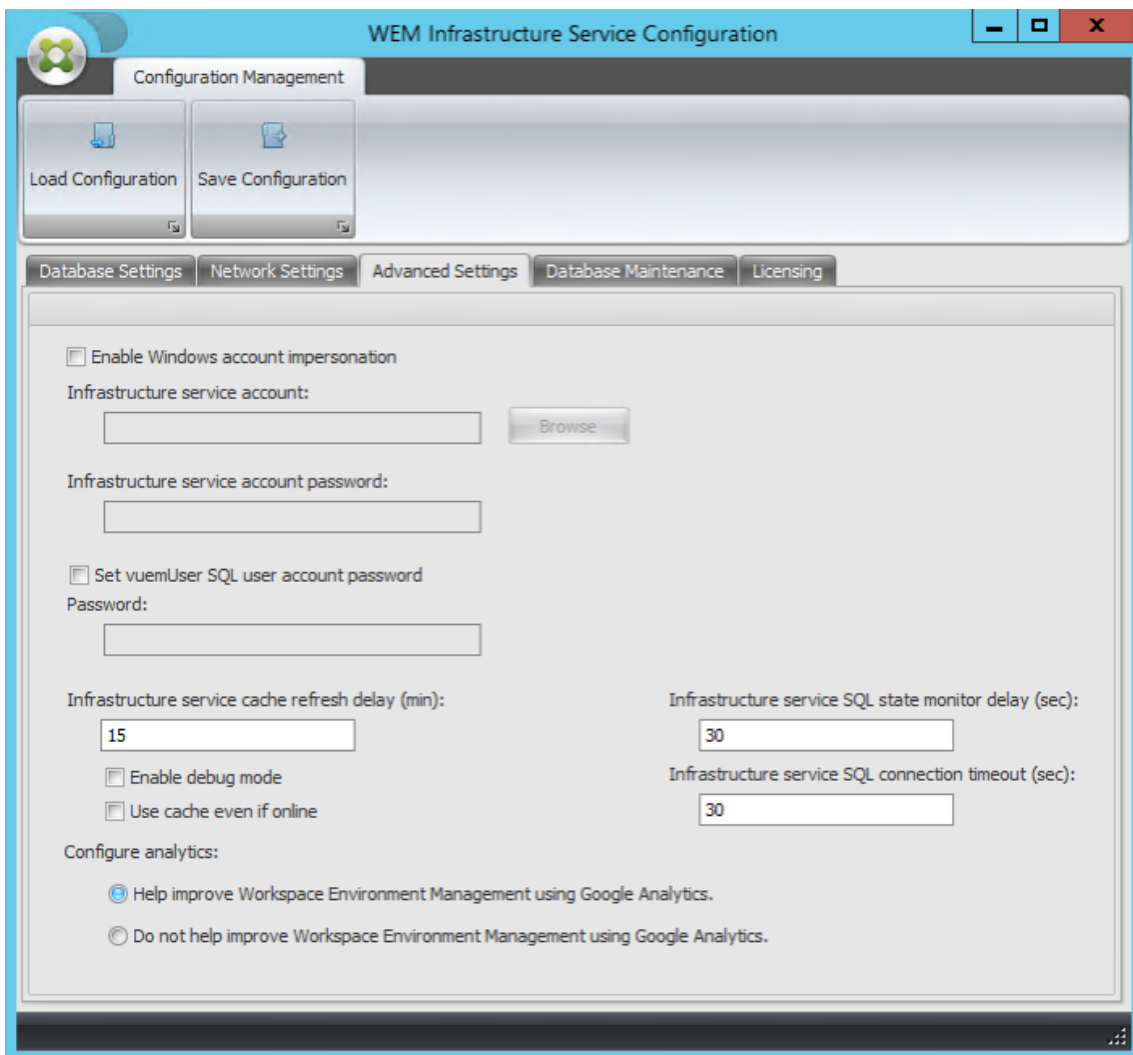 WEM Infrastructure Service Configuration
Configuration Management
Load Configuration Save Configuration
Database Settings Network Settings Advanced Settings Database Maintenance Licensing
Enable Windows account impersonation
Infrastructure service account:
Browse
Infrastructure service account password:
Set vuemUser SQL user account password
Password:
Infrastructure service cache refresh delay (min): Infrastructure service SQL state monitor delay (sec):
15 30
Enable debug mode Infrastructure service SQL connection timeout (sec):
Use cache even if online 30
Configure analytics:
Help improve Workspace Environment Management using Google Analytics.
Do not help improve Workspace Environment Management using Google Analytics.